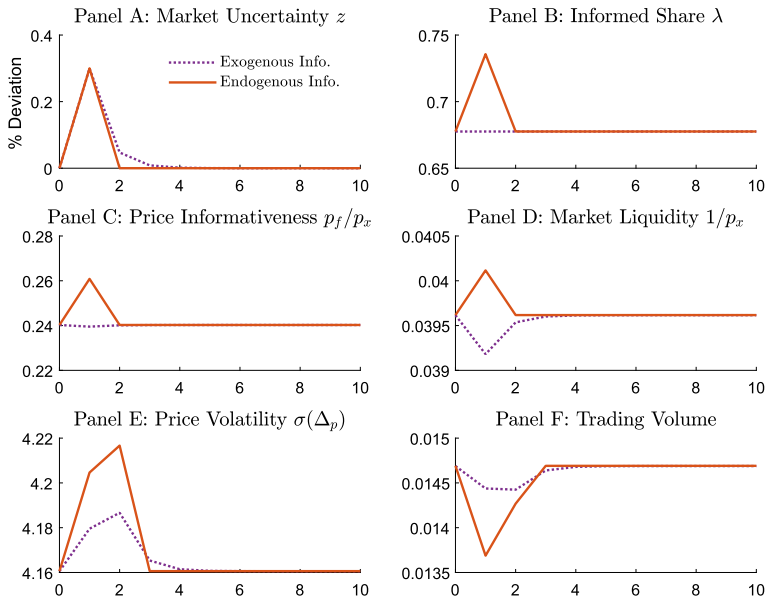 Panel A: Market Uncertainty z
% Deviation
0.4
0.2
0
Exogenous Info.
Endogenous Info.
0 2 4 6 8 10
Panel B: Informed Share λ
0.75
0.7
0.65
0 2 4 6 8 10
Panel C: Price Informativeness p_f/p_x
0.28
0.26
0.24
0.22
0 2 4 6 8 10
Panel D: Market Liquidity 1/p_x
0.0405
0.04
0.0395
0.039
0 2 4 6 8 10
Panel E: Price Volatility σ(Δ_p)
4.22
4.2
4.18
4.16
0 2 4 6 8 10
Panel F: Trading Volume
0.015
0.0145
0.014
0.0135
0 2 4 6 8 10